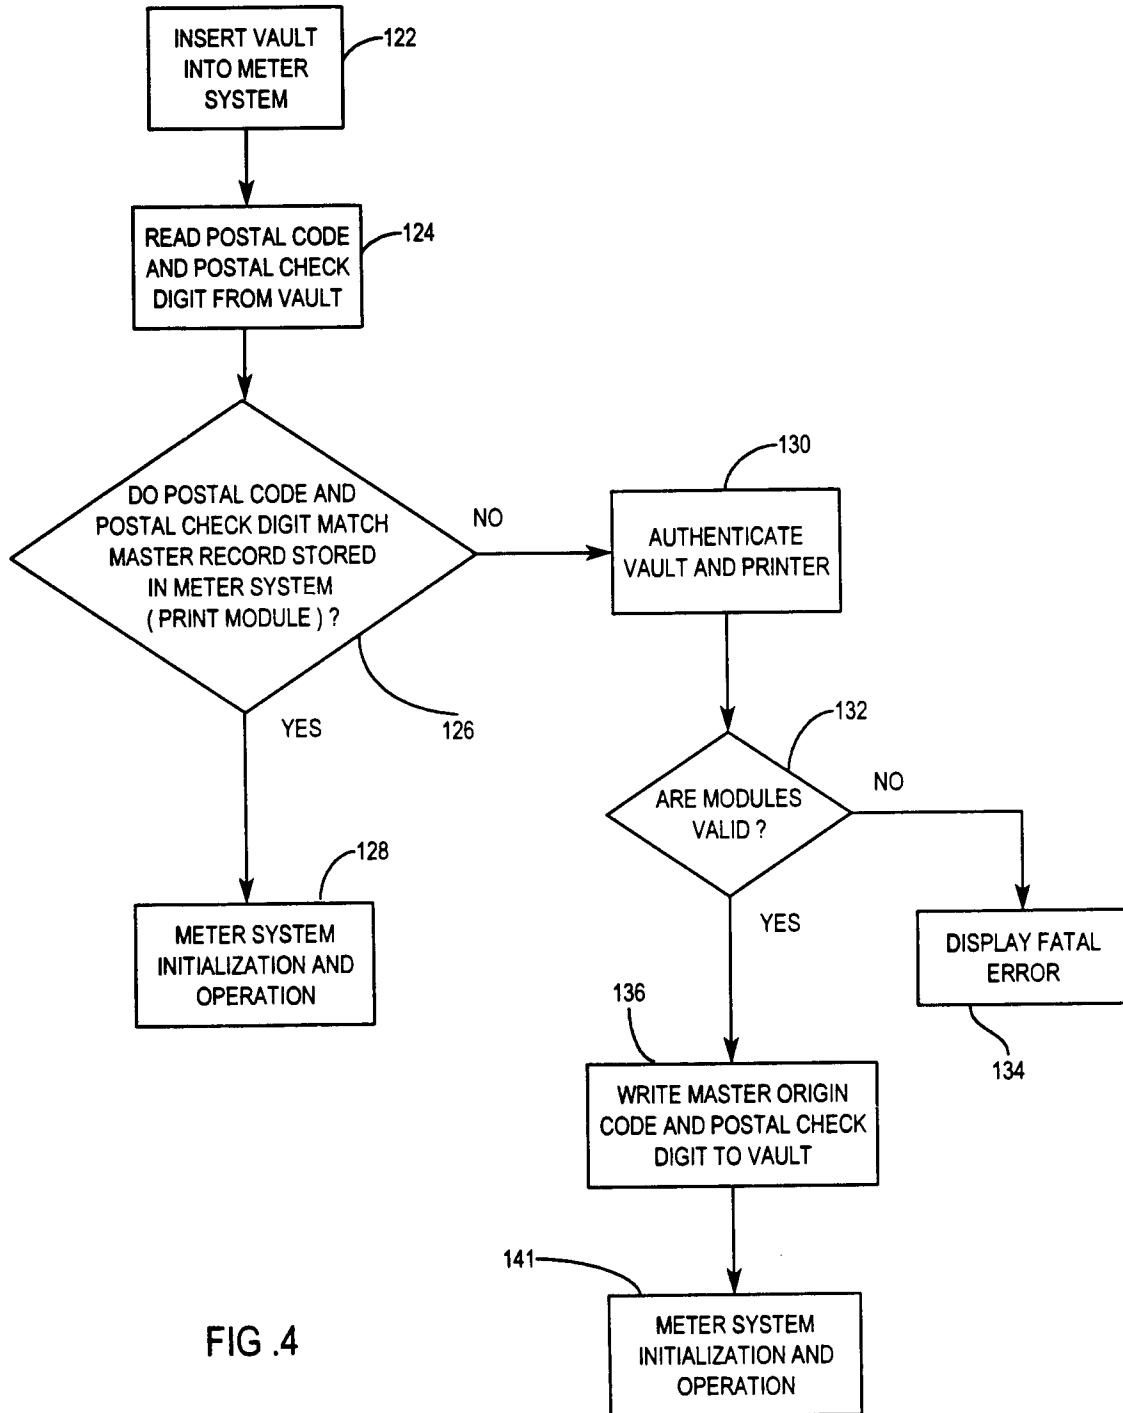 INSERT VAULT
INTO METER
SYSTEM
122
READ POSTAL CODE
AND POSTAL CHECK
DIGIT FROM VAULT
124
DO POSTAL CODE AND
POSTAL CHECK DIGIT MATCH
MASTER RECORD STORED
IN METER SYSTEM
( PRINT MODULE ) ?
126
NO
YES
130
AUTHENTICATE
VAULT AND PRINTER
132
ARE MODULES
VALID ?
NO
YES
128
METER SYSTEM
INITIALIZATION AND
OPERATION
DISPLAY FATAL
ERROR
134
136
WRITE MASTER ORIGIN
CODE AND POSTAL CHECK
DIGIT TO VAULT
141
METER SYSTEM
INITIALIZATION AND
OPERATION
FIG .4